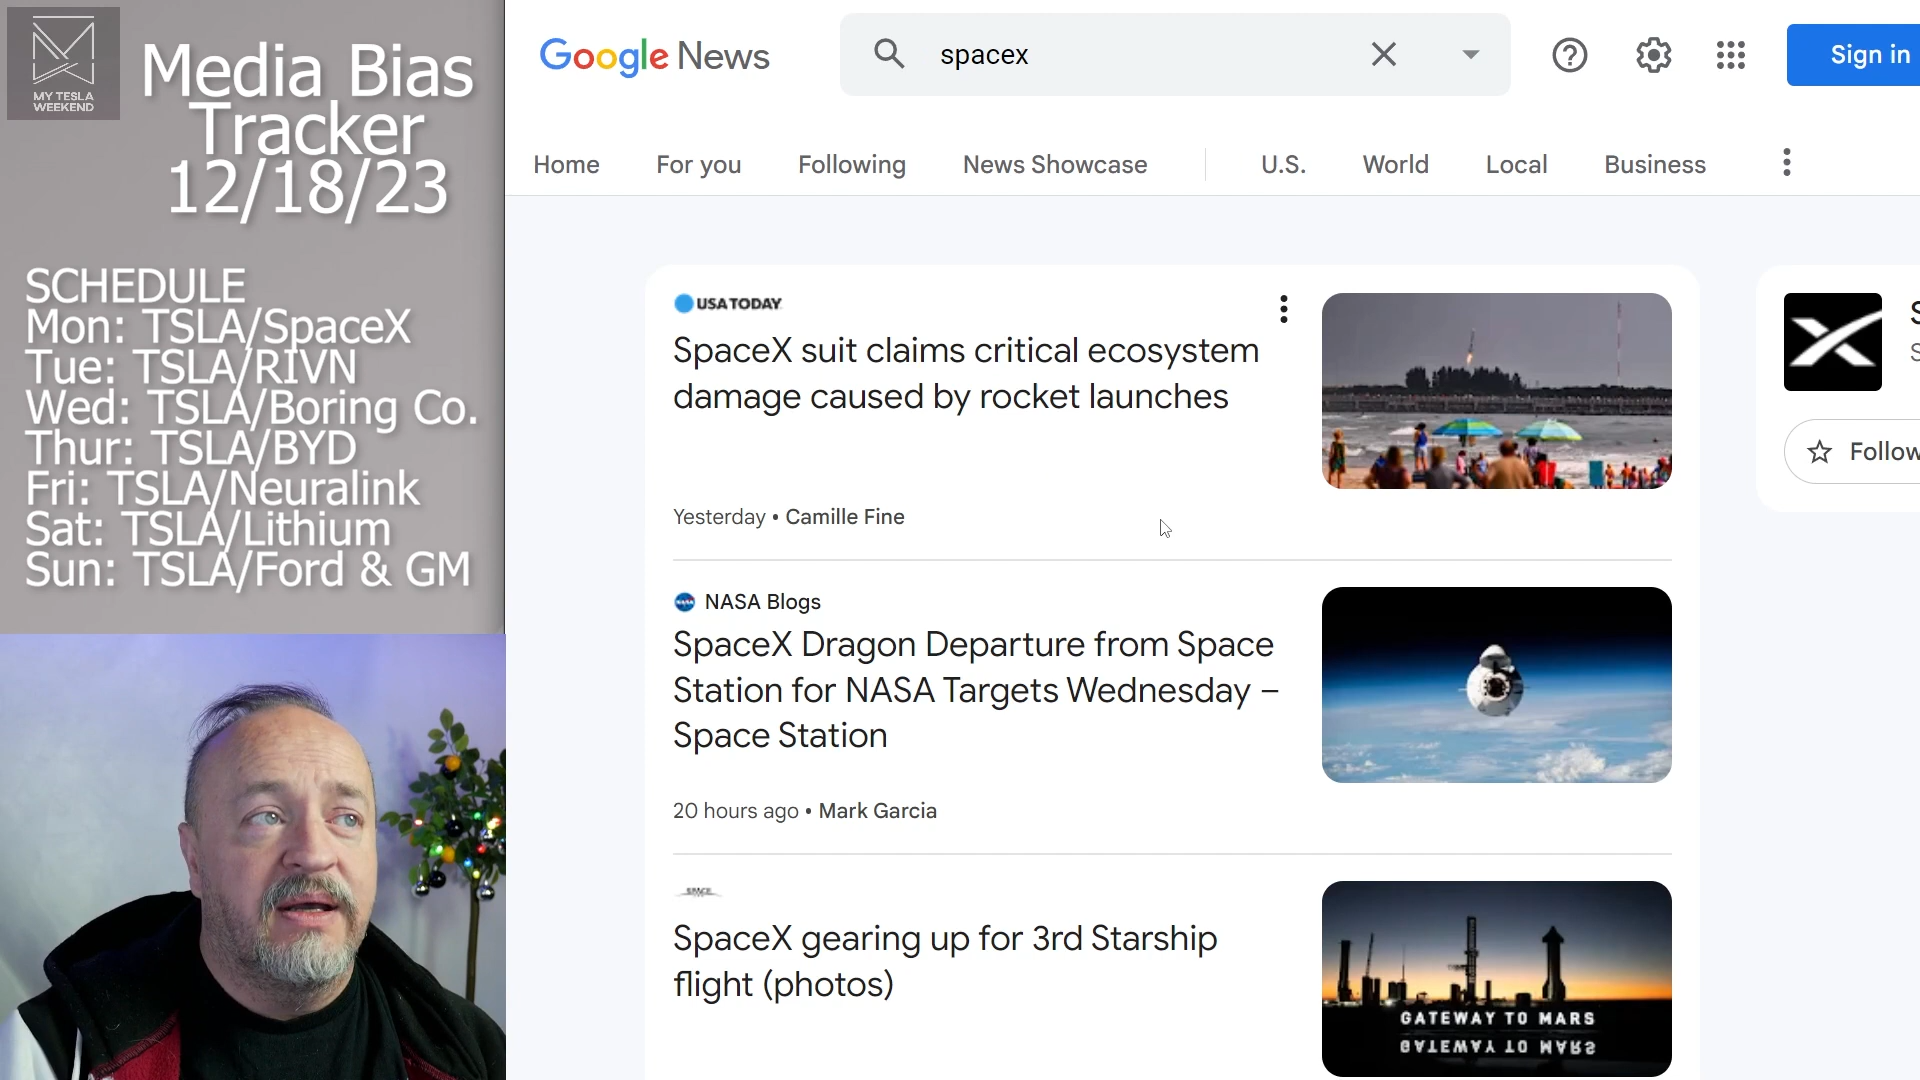 MY TESLA
WEEKEND
Media Bias
Tracker
12/18/23
SCHEDULE
Mon: TSLA/SpaceX
Tue: TSLA/RIVN
Wed: TSLA/Boring Co.
Thur: TSLA/BYD
Fri: TSLA/Neuralink
Sat: TSLA/Lithium
Sun: TSLA/Ford & GM
Google News
spacex
Sign in
Home For you Following News Showcase U.S. World Local Business
USA TODAY
SpaceX suit claims critical ecosystem
damage caused by rocket launches
Yesterday • Camille Fine
NASA Blogs
SpaceX Dragon Departure from Space
Station for NASA Targets Wednesday –
Space Station
20 hours ago • Mark Garcia
SPACE
SpaceX gearing up for 3rd Starship
flight (photos)
GATEWAY TO MARS
GATEWAY TO MARS
S
S
Follow